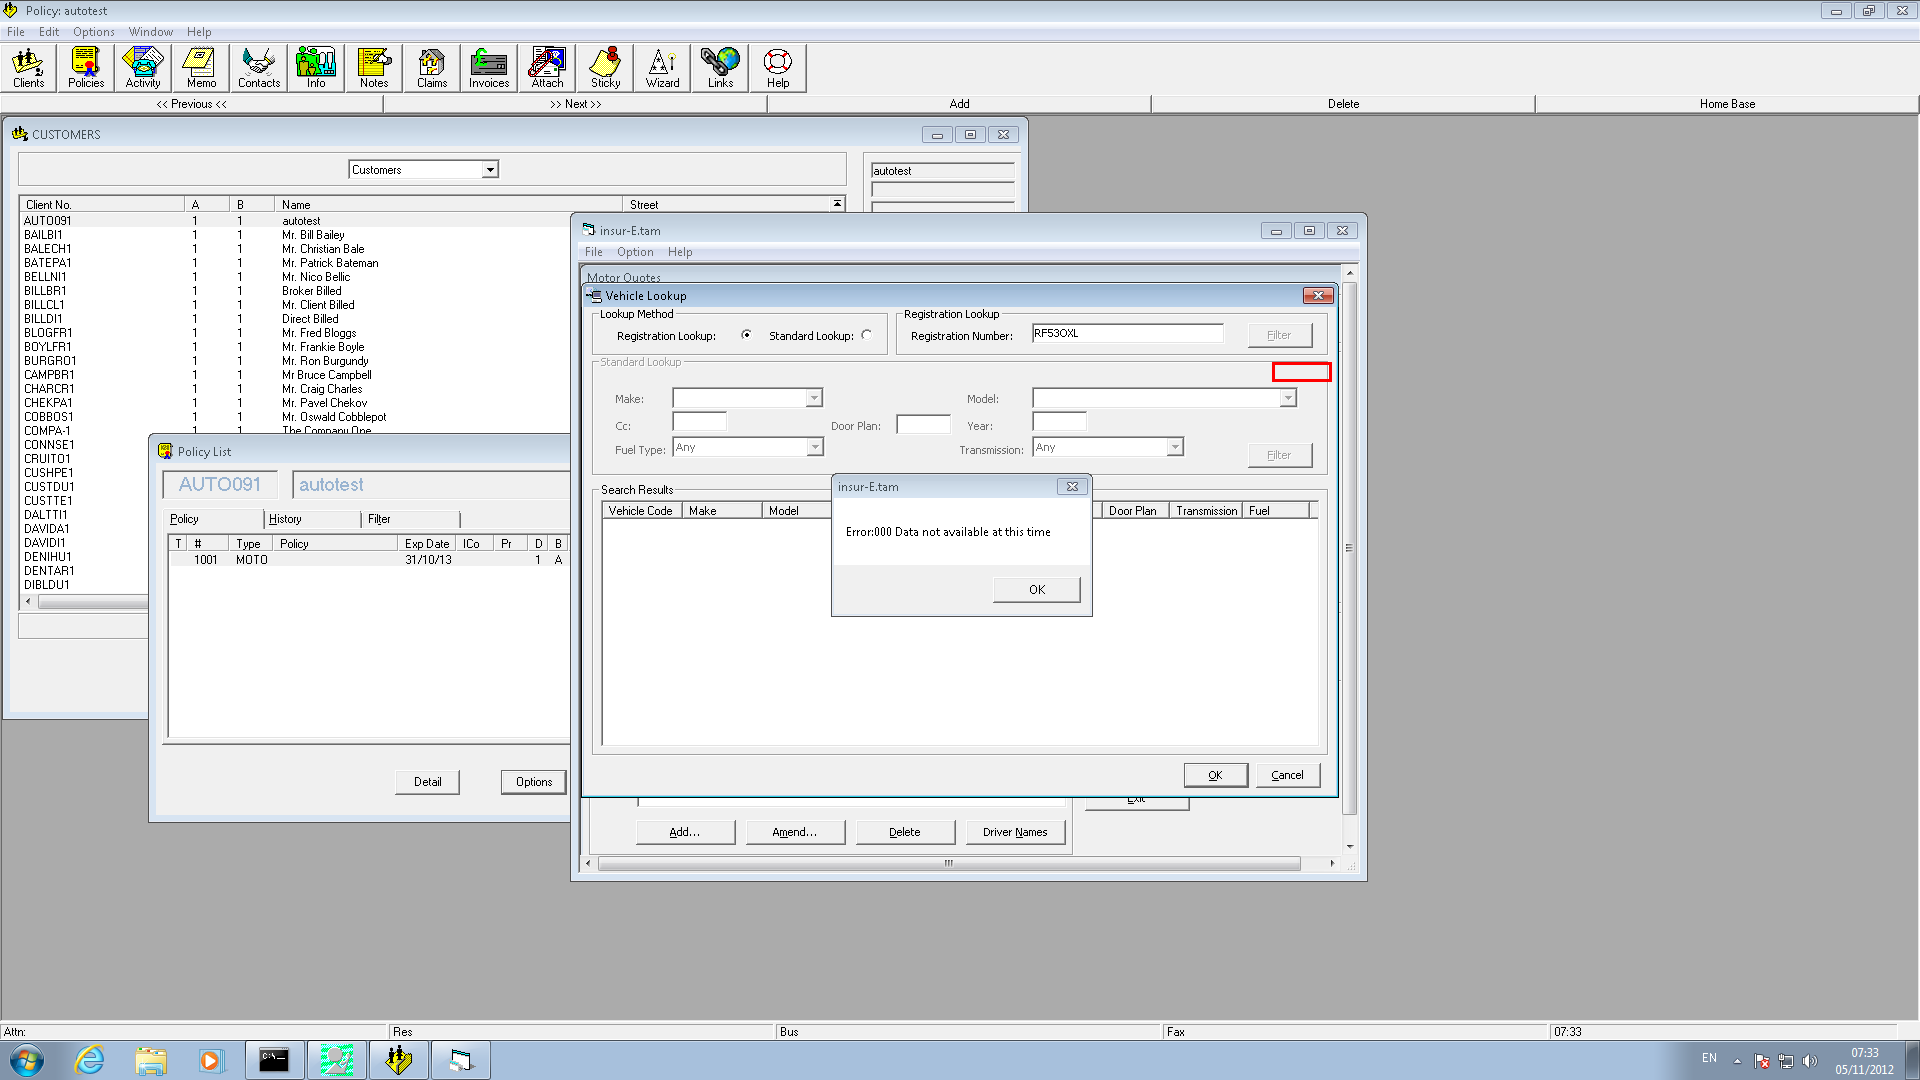 Policy: autotest
File Edit Options Window Help
Clients Policies Activity Memo Contacts Info Notes Claims Invoices Attach Sticky Wizard Links Help
<< Previous << >> Next >> Add Delete Home Base
CUSTOMERS
Customers
autotest
Client No. A B Name Street
AUTO091 1 1 autotest
BAILBI1 1 1 Mr. Bill Bailey
BALECH1 1 1 Mr. Christian Bale
BATEPA1 1 1 Mr. Patrick Bateman
BELLNI1 1 1 Mr. Nico Bellic
BILLBR1 1 1 Broker Billed
BILLCL1 1 1 Mr. Client Billed
BILLDI1 1 1 Direct Billed
BLOGFR1 1 1 Mr. Fred Bloggs
BOYLFR1 1 1 Mr. Frankie Boyle
BURGRO1 1 1 Mr. Ron Burgundy
CAMPBR1 1 1 Mr Bruce Campbell
CHARCR1 1 1 Mr. Craig Charles
CHEKPA1 1 1 Mr. Pavel Chekov
COBBOS1 1 1 Mr. Oswald Cobblepot
COMPA-1 1 1 The Company One
CONNSE1
CRUITO1
CUSHPE1
CUSTDU1
CUSTTE1
DALTTI1
DAVIDA1
DAVIDI1
DENIHU1
DENTAR1
DIBLDU1
Policy List
AUTO091 autotest
Policy History Filter
T # Type Policy Exp Date ICo Pr D B
1001 MOTO 31/10/13 1 A
Detail Options
insur-E.tam
File Option Help
Motor Quotes
Vehicle Lookup
Lookup Method
Registration Lookup: Standard Lookup:
Registration Lookup
Registration Number: RF53OXL Filter
Standard Lookup
Make: Model:
Cc: Door Plan: Year:
Fuel Type: Any Transmission: Any Filter
Search Results
Vehicle Code Make Model Door Plan Transmission Fuel
insur-E.tam
Error:000 Data not available at this time
OK
OK Cancel
Exit
Add... Amend... Delete Driver Names
Attn: Res Bus Fax 07:33
C:\_
EN
07:33
05/11/2012